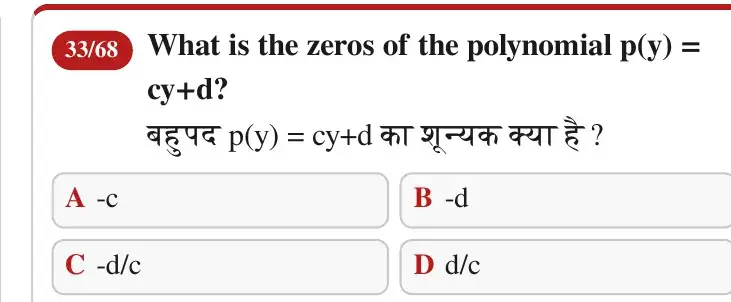 33/68 What is the zeros of the polynomial p(y) =
cy+d?
बहुपद p(y) = cy+d का शून्यक क्या है ?
A -c
B -d
C -d/c
D d/c